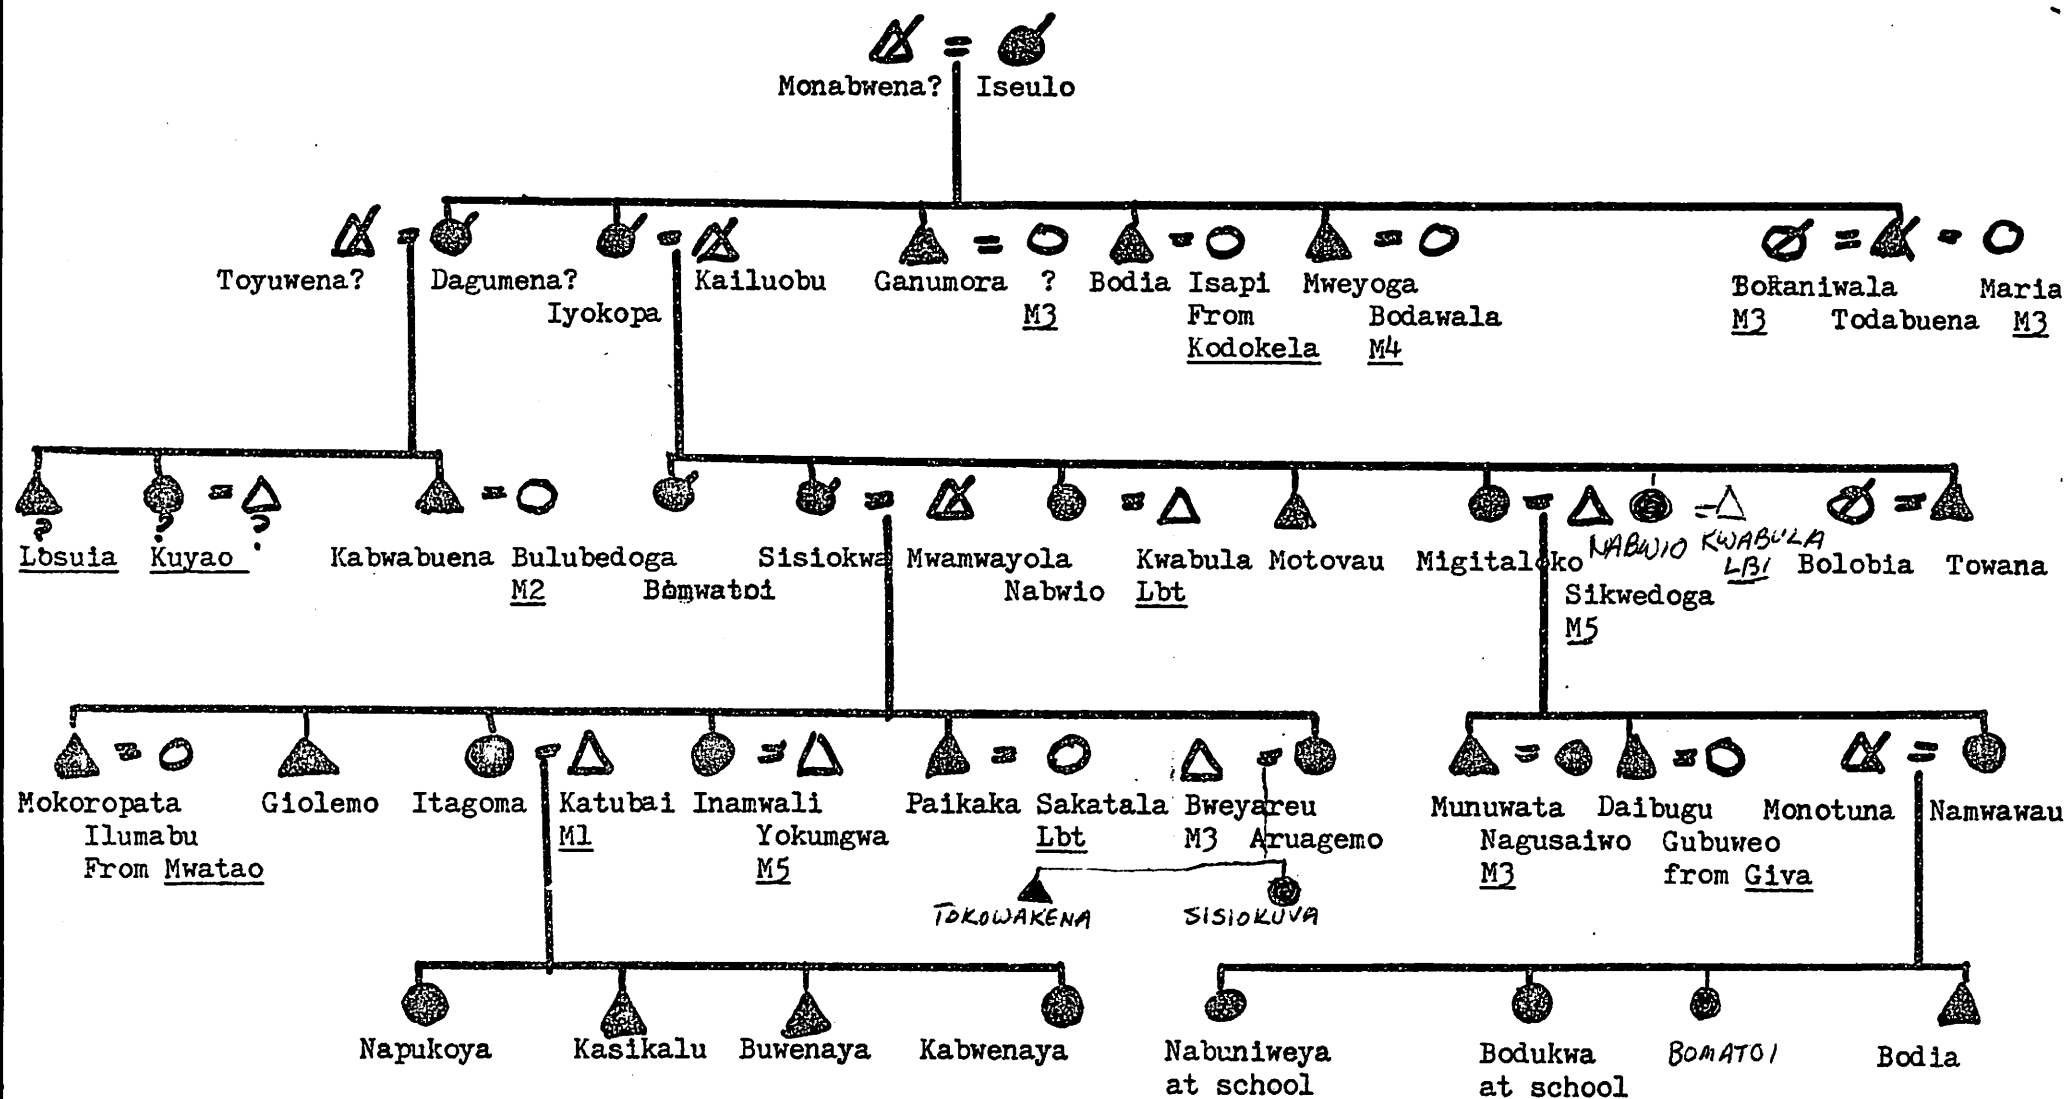 Monabwena? Iseulo
Toyuwena? Dagumena? Kailuobu Ganumora ? Bodia Isapi Mweyoga Bokaniwala Maria
Iyokopa M3 From Bodawala M3 Todabuena M3
Kodokela M4
? ? ?
Losuia Kuyao Kabwabuena Bulubedoga Sisiokwa Mwamwayola Kwabula Motovau Migitaloko NABWIO KWABULA Bolobia Towana
M2 Bomwatoi Nabwio Lbt Sikwedoga LBI
M5
Mokoropata Giolemo Itagoma Katubai Inamwali Paikaka Sakatala Bweyareu Munuwata Daibugu Monotuna Namwawau
Ilumabu M1 Yokumgwa Lbt M3 Aruagemo Nagusaiwo Gubuweo
From Mwatao M5 M3 from Giva
TOKOWAKENA SISIOKUVA
Napukoya Kasikalu Buwenaya Kabwenaya Nabuniweya Bodukwa BOMATOI Bodia
at school at school